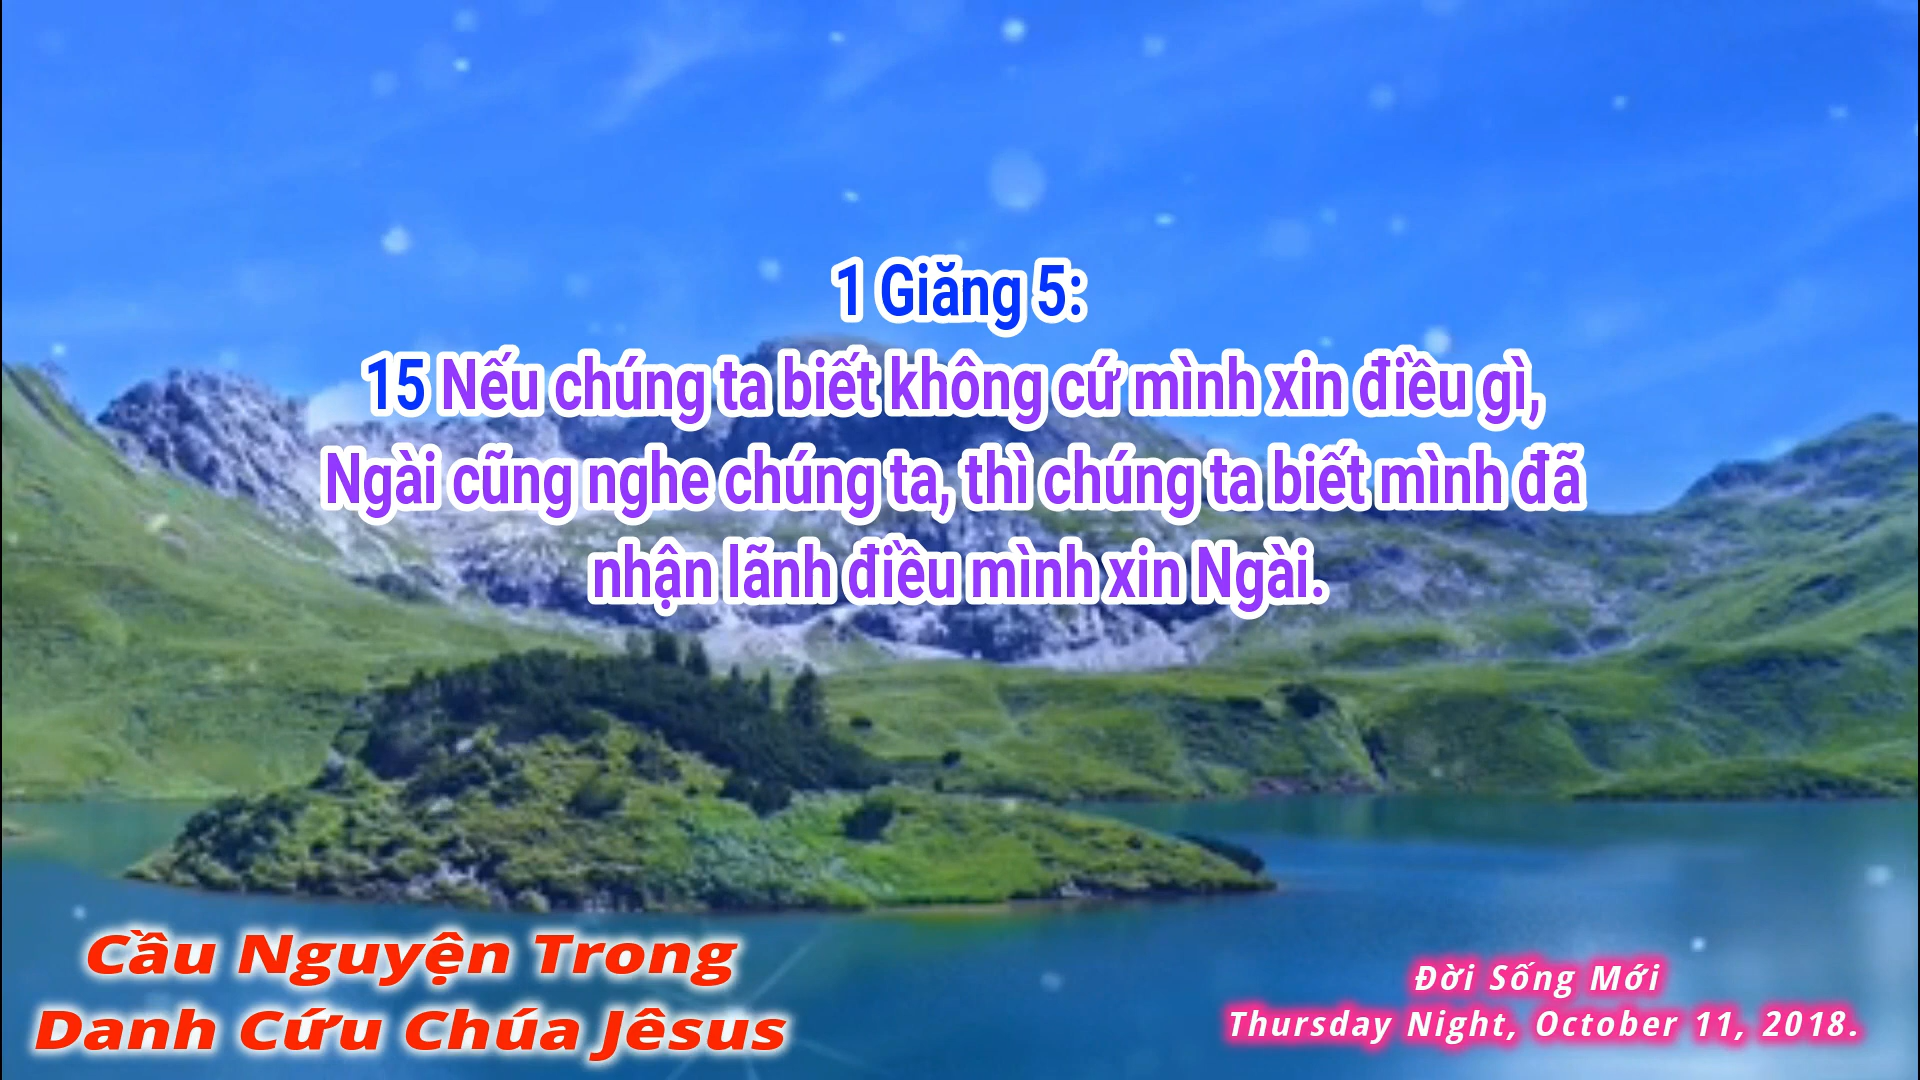 1 Giăng 5:
15 Nếu chúng ta biết không cứ mình xin điều gì,
Ngài cũng nghe chúng ta, thì chúng ta biết mình đã
nhận lãnh điều mình xin Ngài.
Cầu Nguyện Trong
Danh Cứu Chúa Jêsus
Đời Sống Mới
Thursday Night, October 11, 2018.